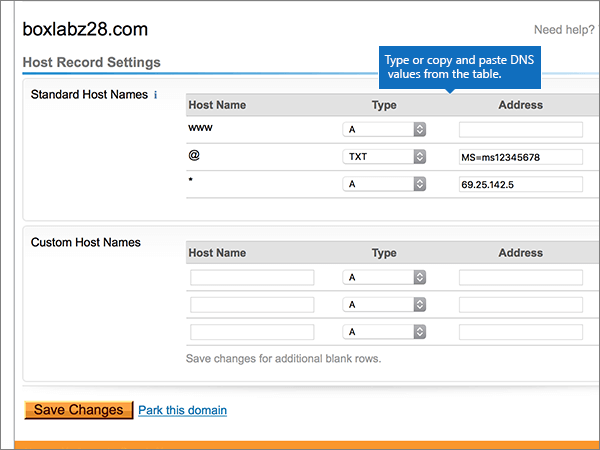 boxlabz28.com
Need help?
Host Record Settings
Type or copy and paste DNS
values from the table.
Standard Host Names i
Host Name Type Address
www A
@ TXT MS=ms12345678
* A 69.25.142.5
Custom Host Names
Host Name Type Address
A
A
A
Save changes for additional blank rows.
Save Changes Park this domain